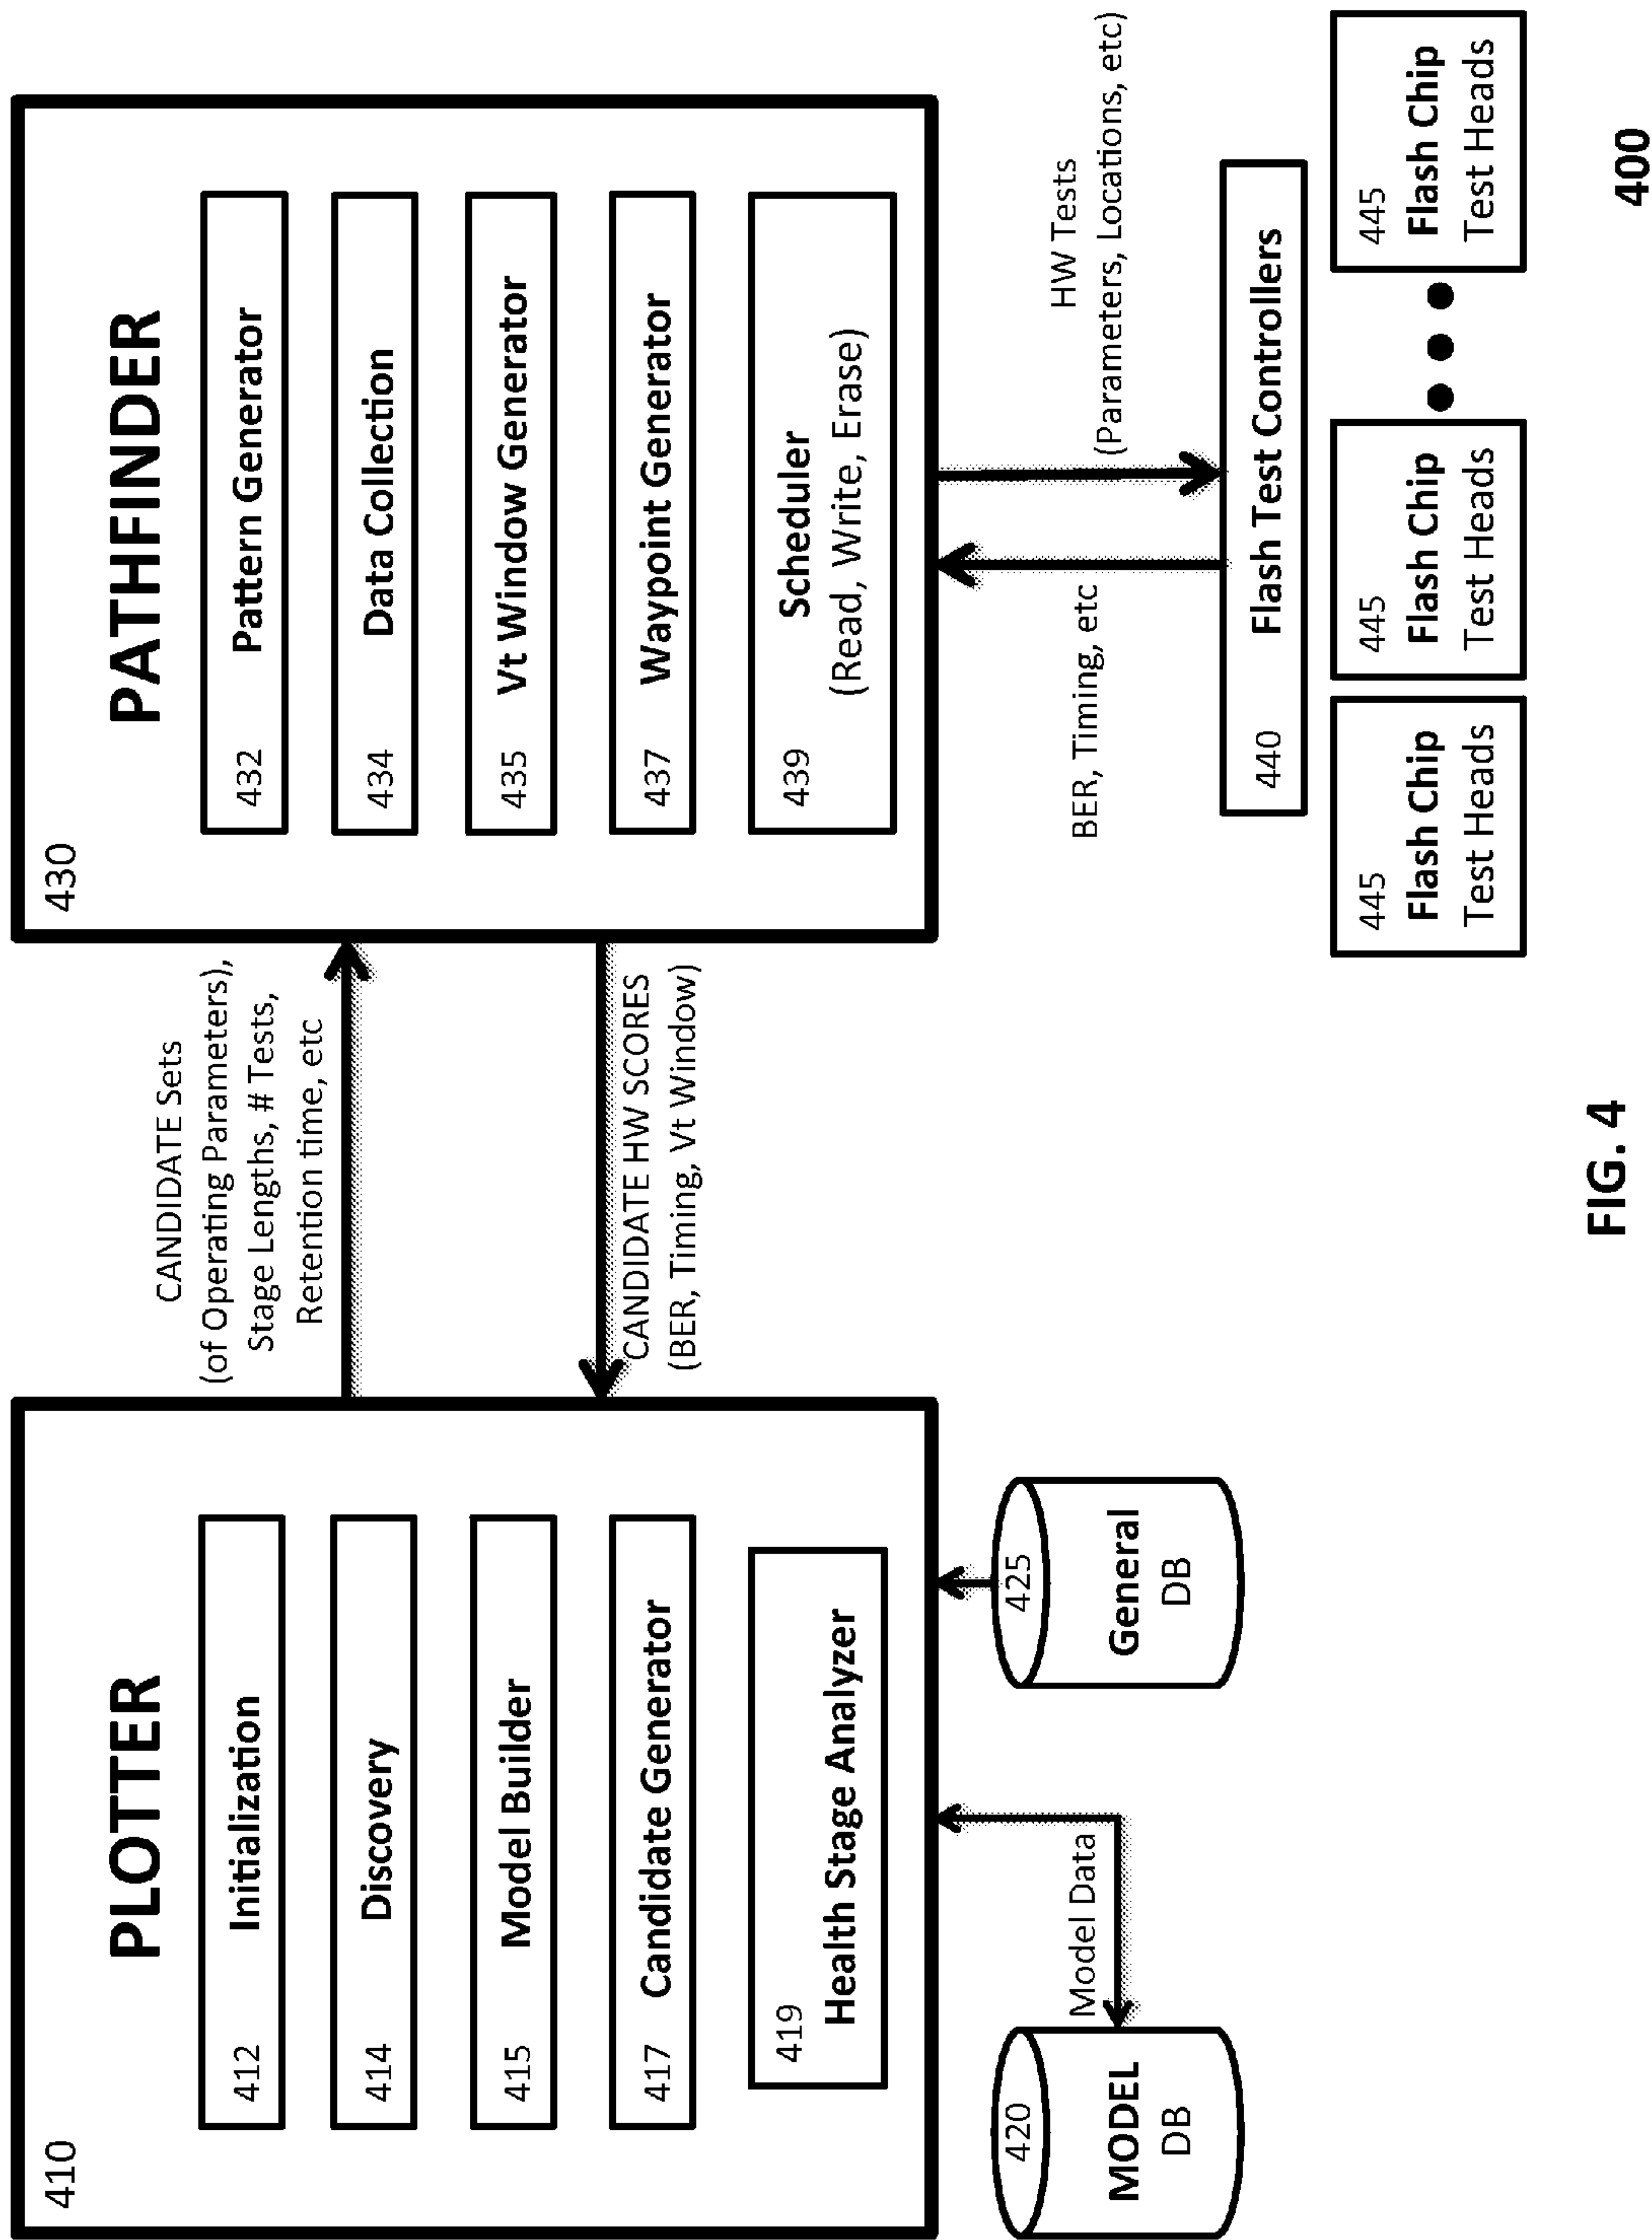 410
PLOTTER
412 Initialization
414 Discovery
415 Model Builder
417 Candidate Generator
419
Health Stage Analyzer
420
MODEL
DB
Model Data
425
General
DB
CANDIDATE Sets
(of Operating Parameters),
Stage Lengths, # Tests,
Retention time, etc
CANDIDATE HW SCORES
(BER, Timing, Vt Window)
430
PATHFINDER
432 Pattern Generator
434 Data Collection
435 Vt Window Generator
437 Waypoint Generator
439 Scheduler
(Read, Write, Erase)
BER, Timing, etc
HW Tests
(Parameters, Locations, etc)
440 Flash Test Controllers
445
Flash Chip
Test Heads
445
Flash Chip
Test Heads
445
Flash Chip
Test Heads
FIG. 4
400